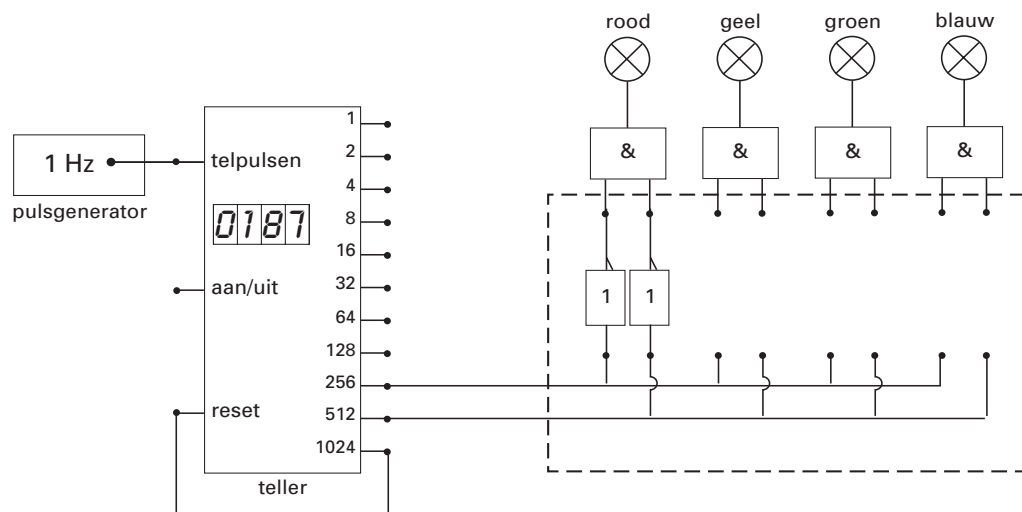 rood geel groen blauw
& & & &
1 Hz
pulsgenerator
telpulsen
0187
aan/uit
reset
1
2
4
8
16
32
64
128
256
512
1024
teller
1 1